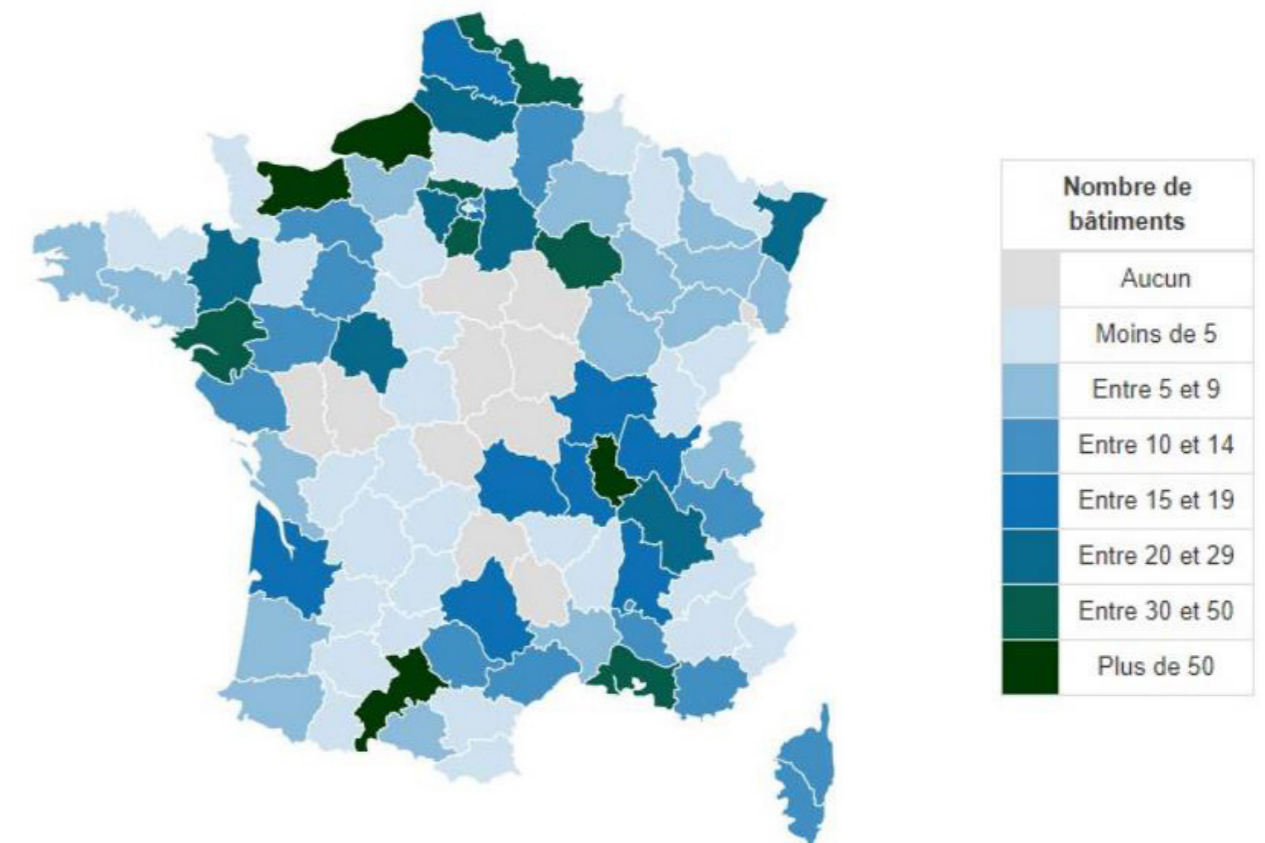 Nombre de
bâtiments
Aucun
Moins de 5
Entre 5 et 9
Entre 10 et 14
Entre 15 et 19
Entre 20 et 29
Entre 30 et 50
Plus de 50